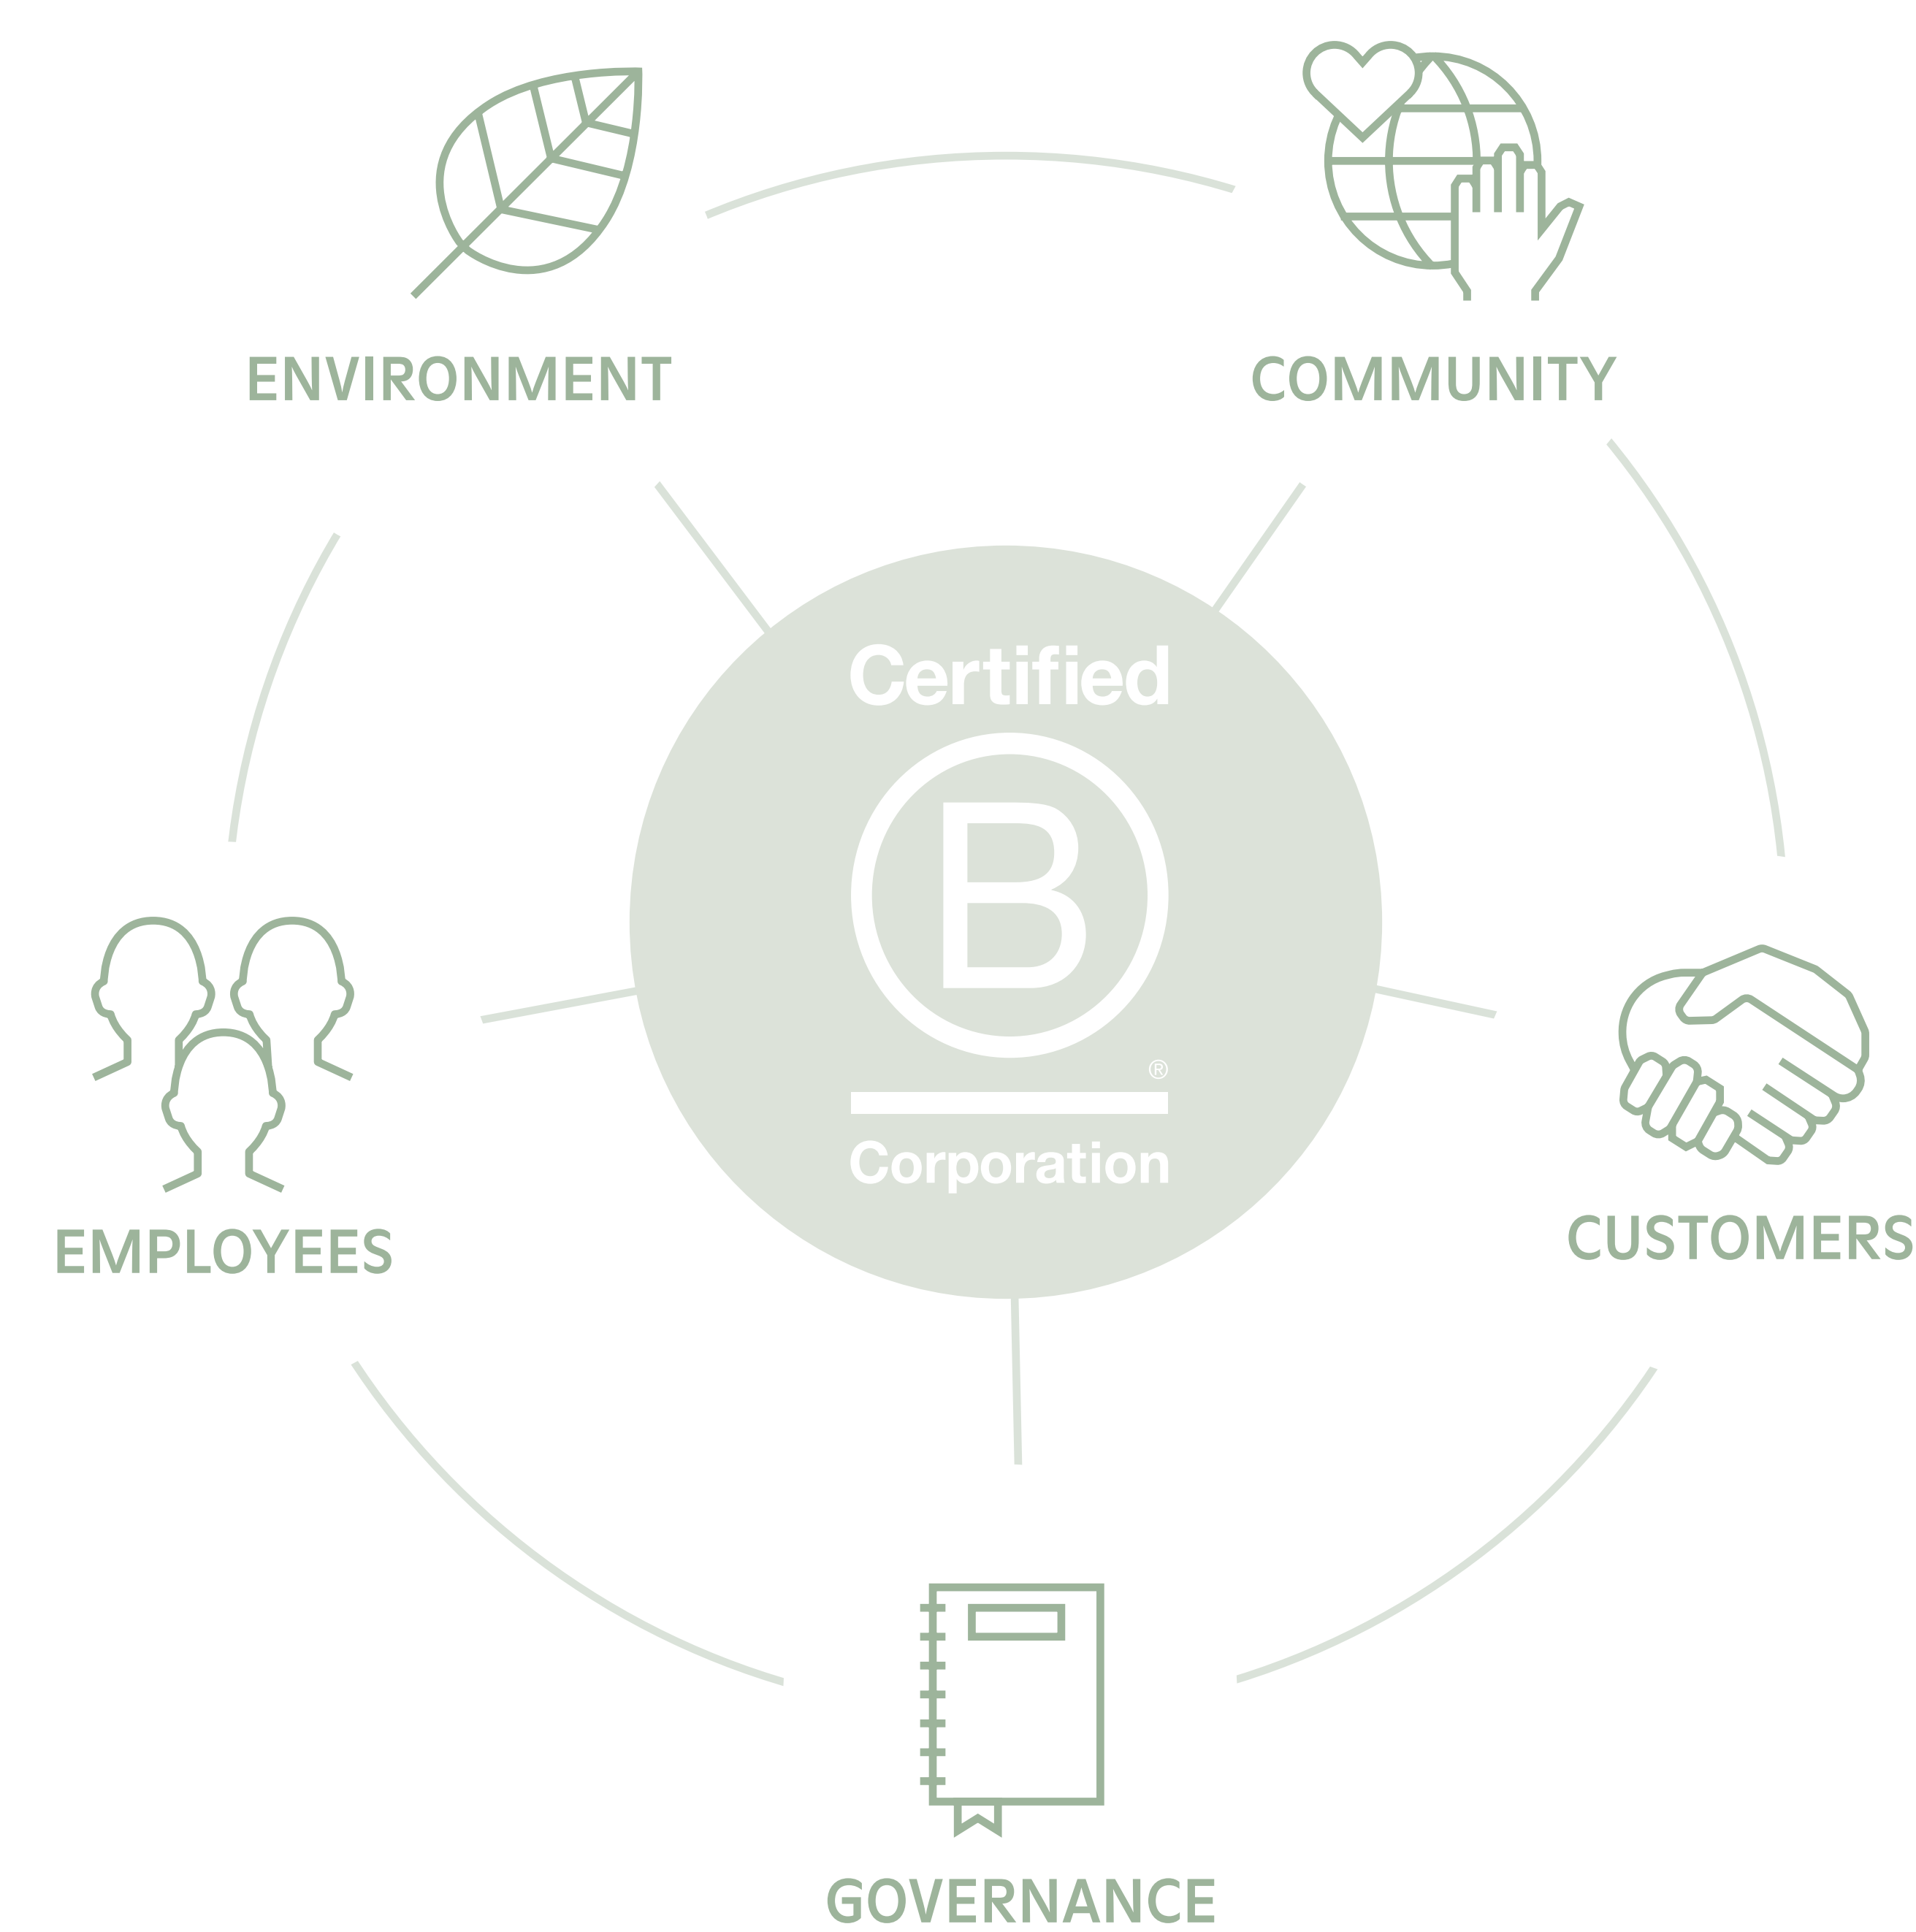 ENVIRONMENT
COMMUNITY
Certified
B
®
Corporation
EMPLOYEES
CUSTOMERS
GOVERNANCE